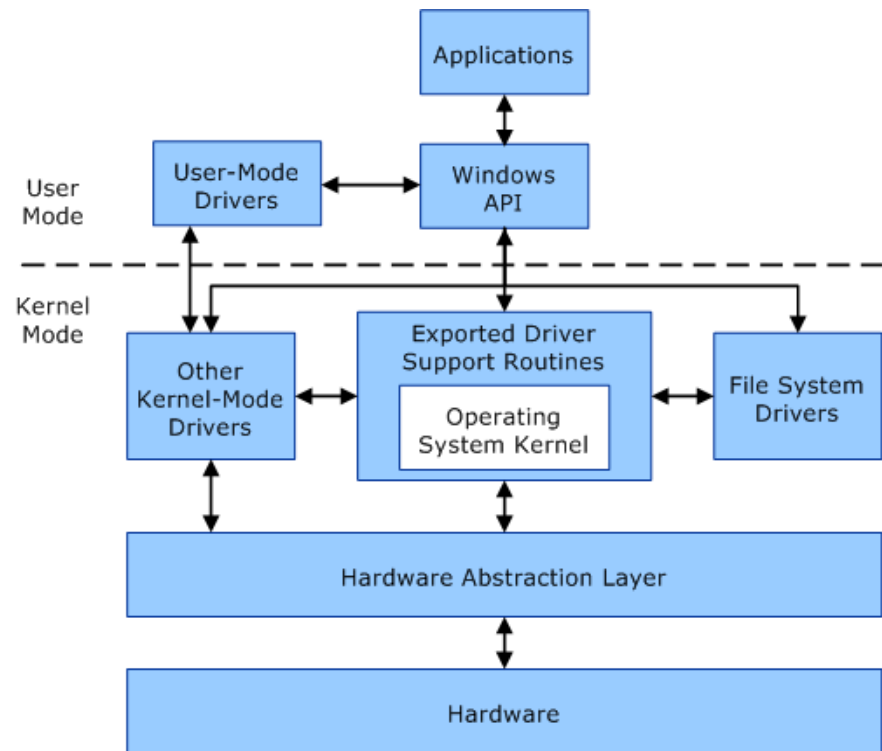 Applications
User-Mode
Drivers
Windows
API
User
Mode
Kernel
Mode
Exported Driver
Support Routines
Other
Kernel-Mode
Drivers
Operating
System Kernel
File System
Drivers
Hardware Abstraction Layer
Hardware